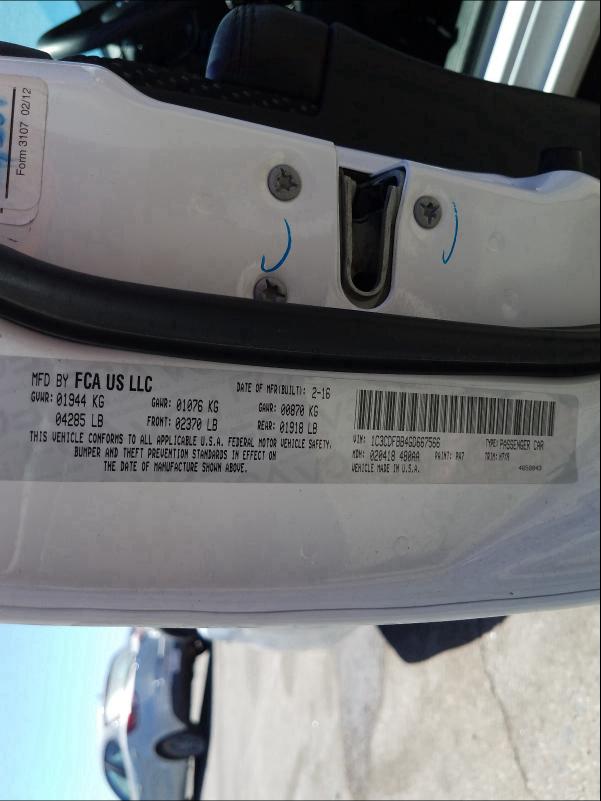 Form 3107 02/12
MFD BY FCA US LLC
DATE OF MFR(BUILT): 2-16
GVWR: 01944 KG
GAWR: 01076 KG
GAWR: 00870 KG
04285 LB
FRONT: 02370 LB
REAR: 01918 LB
THIS VEHICLE CONFORMS TO ALL APPLICABLE U.S.A. FEDERAL MOTOR VEHICLE SAFETY,
BUMPER AND THEFT PREVENTION STANDARDS IN EFFECT ON
THE DATE OF MANUFACTURE SHOWN ABOVE.
VIN: 1C3CDFBB4GD667566
TYPE: PASSENGER CAR
MDH: 020418 480AA
PAINT: PW7
TRIM: H7X9
VEHICLE MADE IN U.S.A.